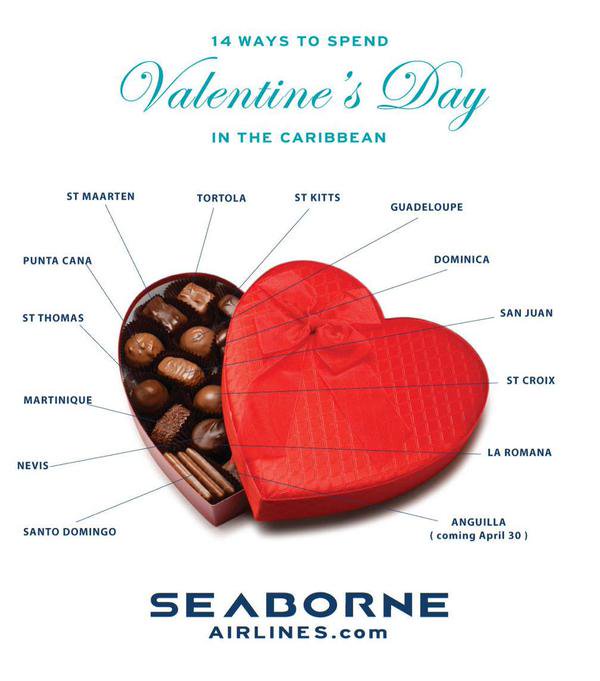 14 WAYS TO SPEND
Valentine's Day
IN THE CARIBBEAN
ST MAARTEN
TORTOLA
ST KITTS
GUADELOUPE
PUNTA CANA
DOMINICA
ST THOMAS
SAN JUAN
MARTINIQUE
ST CROIX
NEVIS
LA ROMANA
SANTO DOMINGO
ANGUILLA
( coming April 30 )
SEABORNE
AIRLINES.com